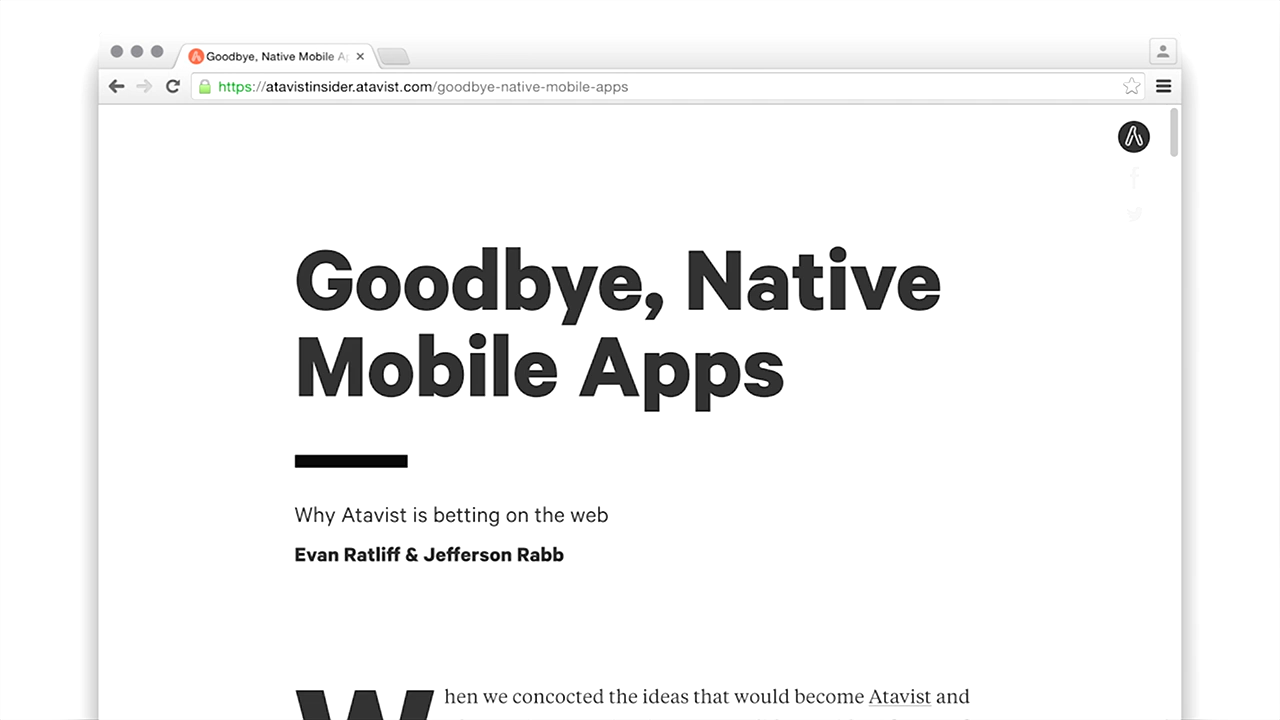 Goodbye, Native Mobile Ap
https://atavistinsider.atavist.com/goodbye-native-mobile-apps
Goodbye, Native
Mobile Apps
Why Atavist is betting on the web
Evan Ratliff & Jefferson Rabb
When we concocted the ideas that would become Atavist and